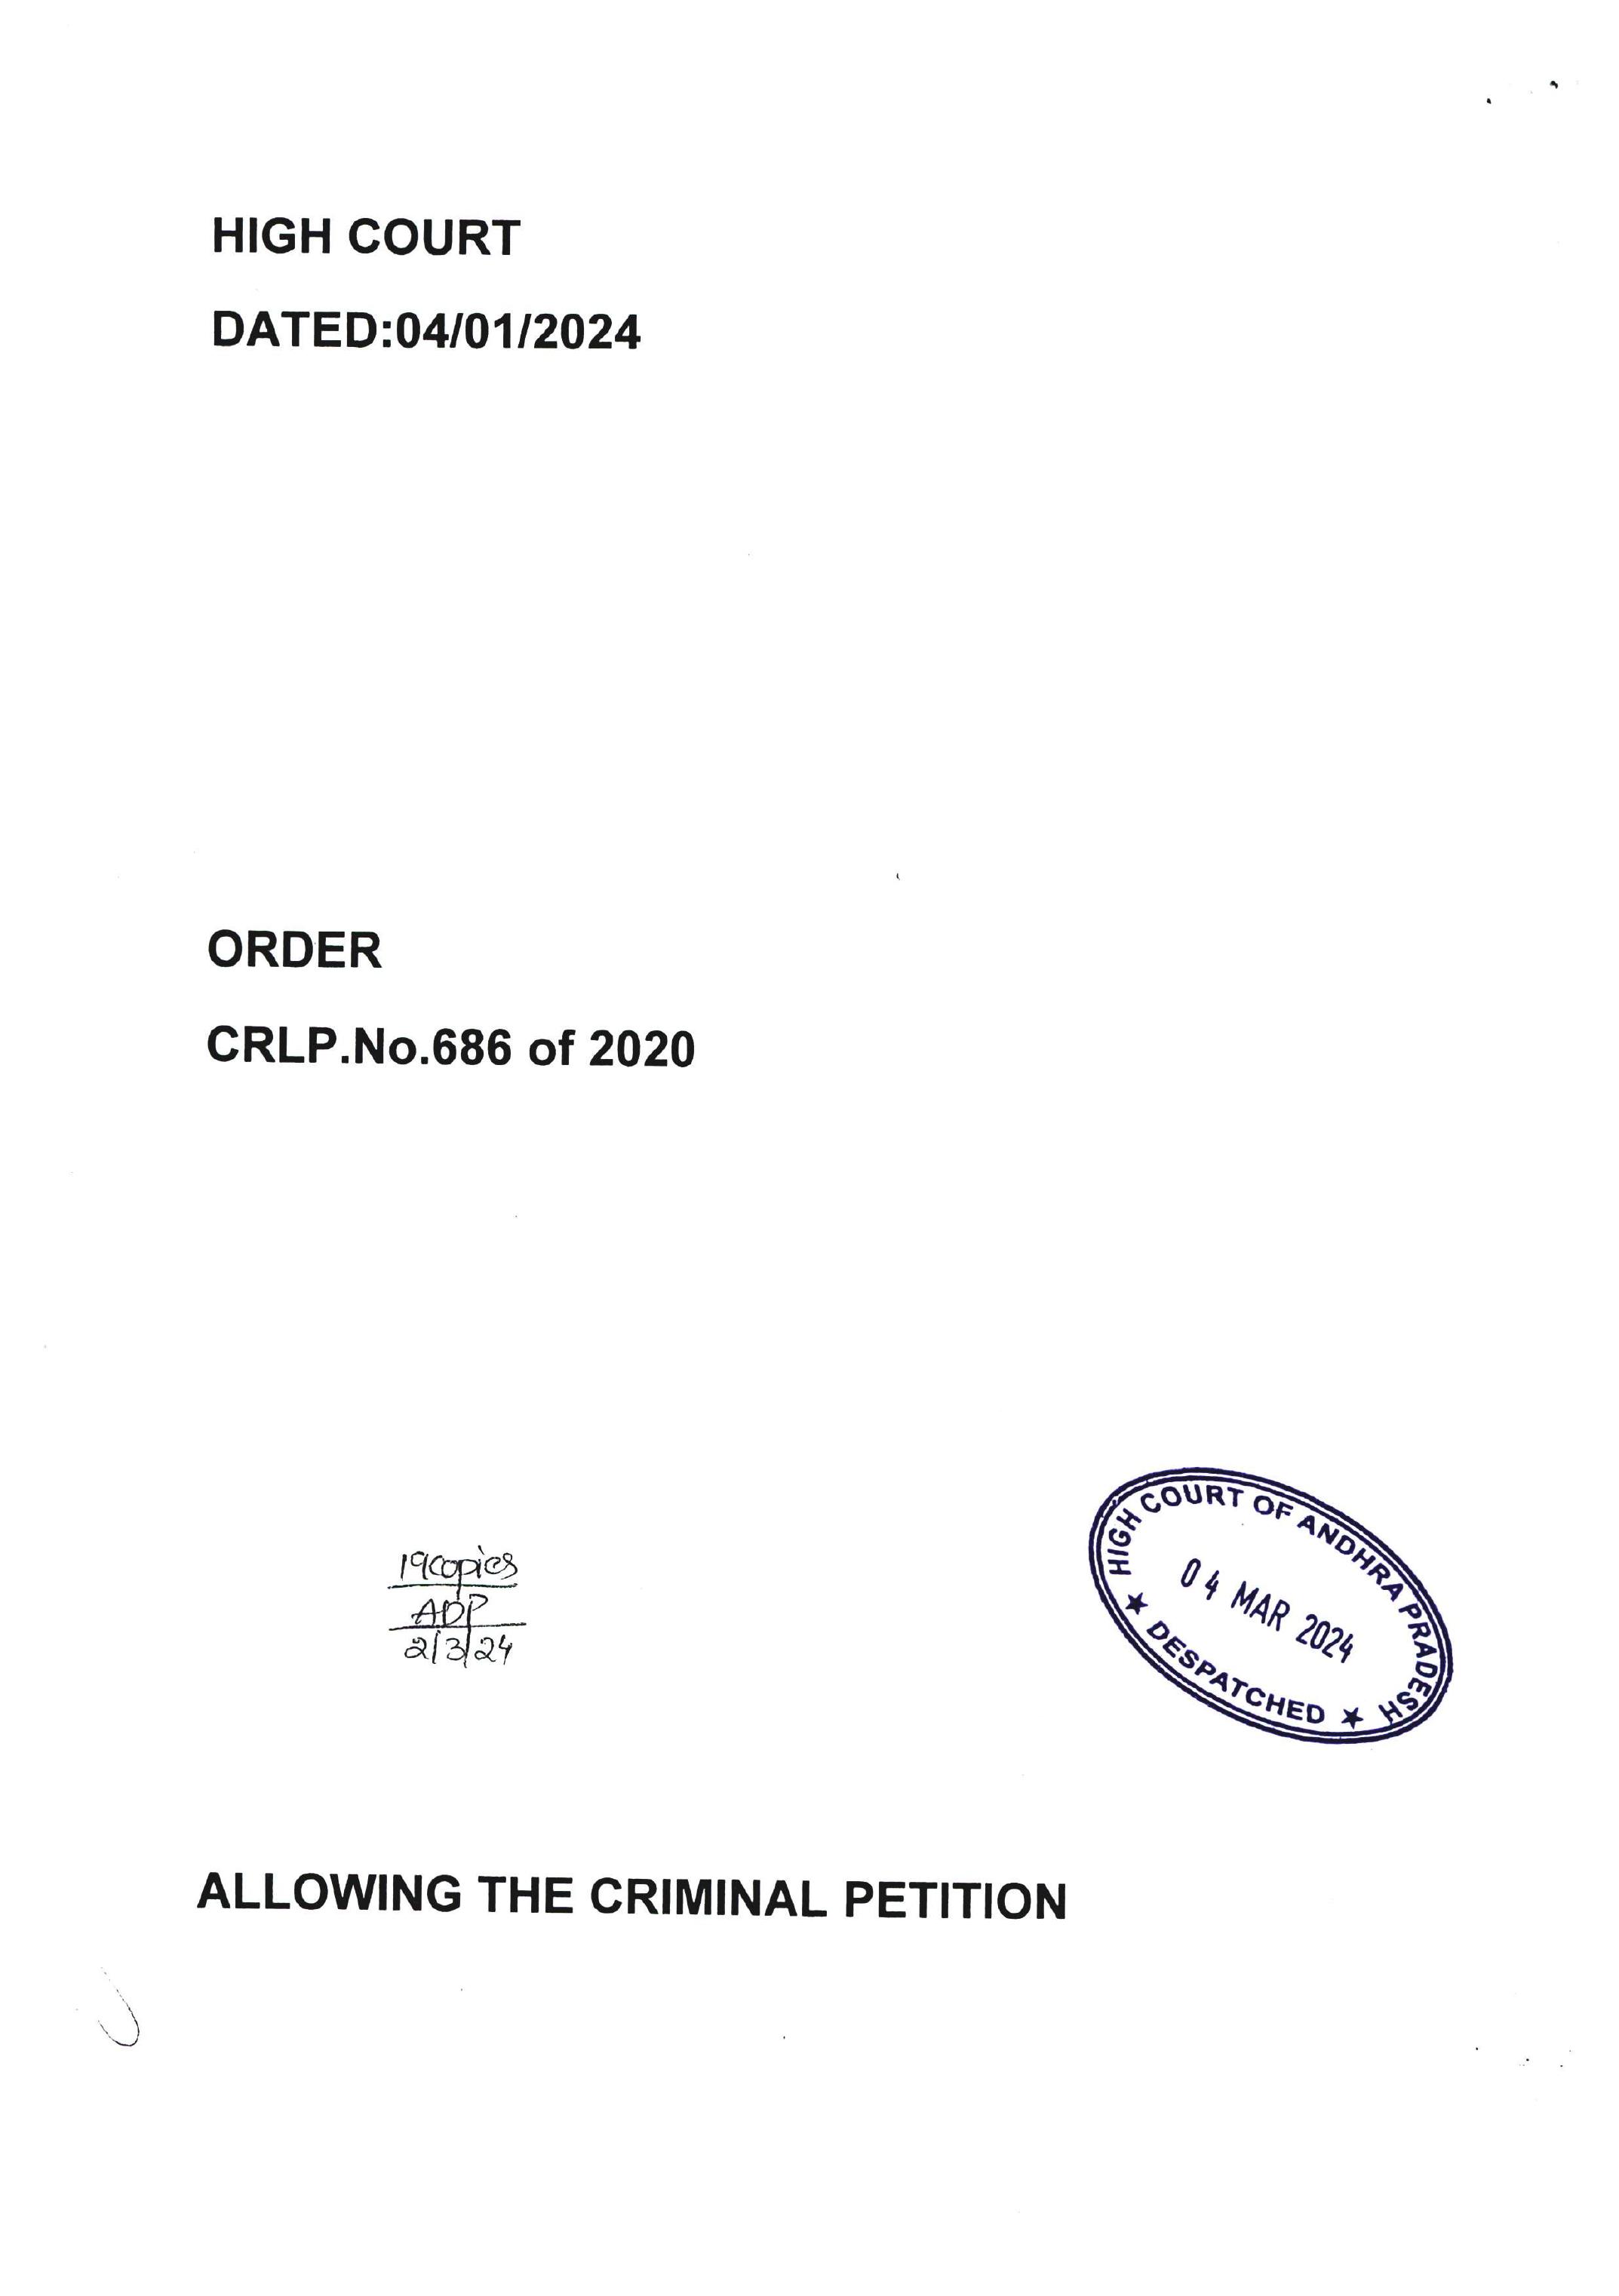 HIGH COURT
DATED:04/01/2024
ORDER
CRLP.No.686 of 2020
19copies
ADP
2/3/24
HIGH COURT OF ANDHRA PRADESH
04 MAR 2024
★ DESPATCHED ★
ALLOWING THE CRIMINAL PETITION